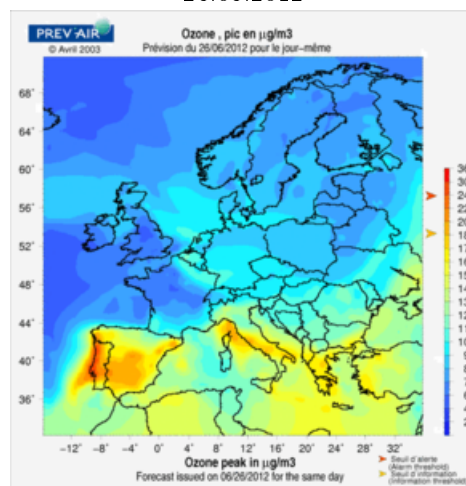 PREV'AIR
© Avril 2003
Ozone , pic en µg/m3
Prévision du 26/06/2012 pour le jour-même
68°
64°
60°
56°
52°
48°
44°
40°
36°
-12° -8° -4° 0° 4° 8° 12° 16° 20° 24° 28° 32°
Ozone peak in µg/m3
Forecast issued on 06/26/2012 for the same day
Seuil d'alerte
(Alarm threshold)
Seuil d'information
(Information threshold)